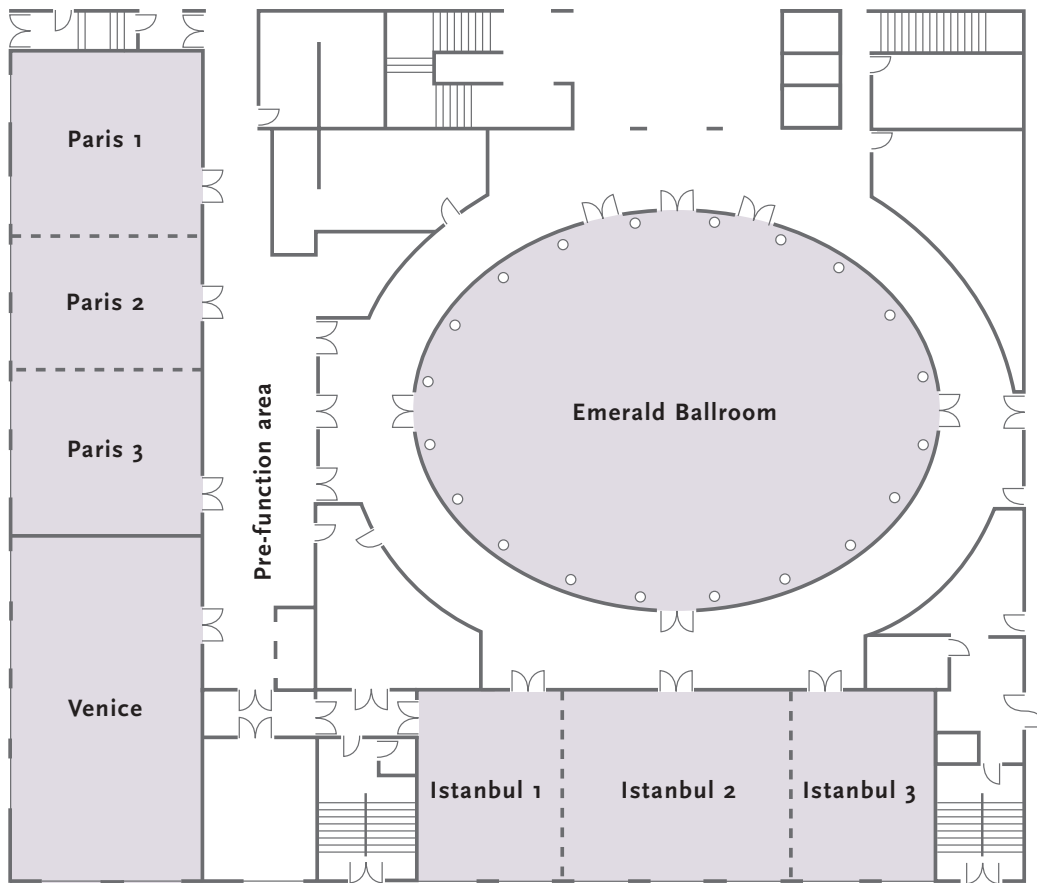 Paris 1
Paris 2
Paris 3
Pre-function area
Emerald Ballroom
Venice
Istanbul 1
Istanbul 2
Istanbul 3